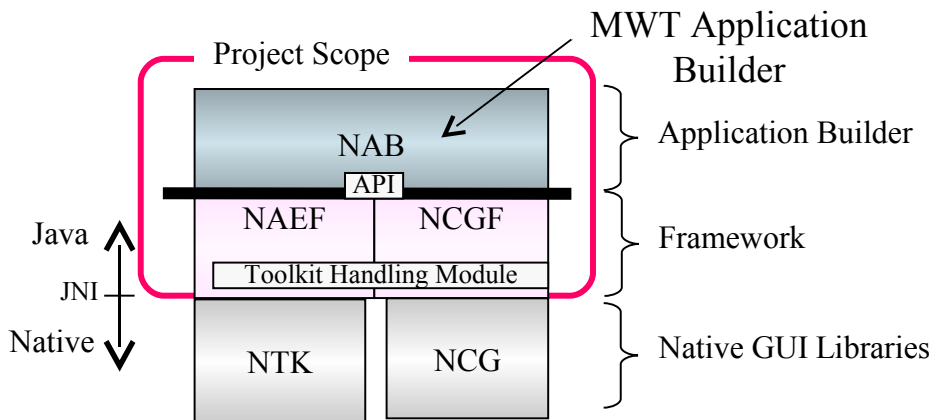 MWT Application
Builder
Project Scope
NAB
Application Builder
API
NAEF
NCGF
Java
Framework
Toolkit Handling Module
JNI
Native
NTK
NCG
Native GUI Libraries